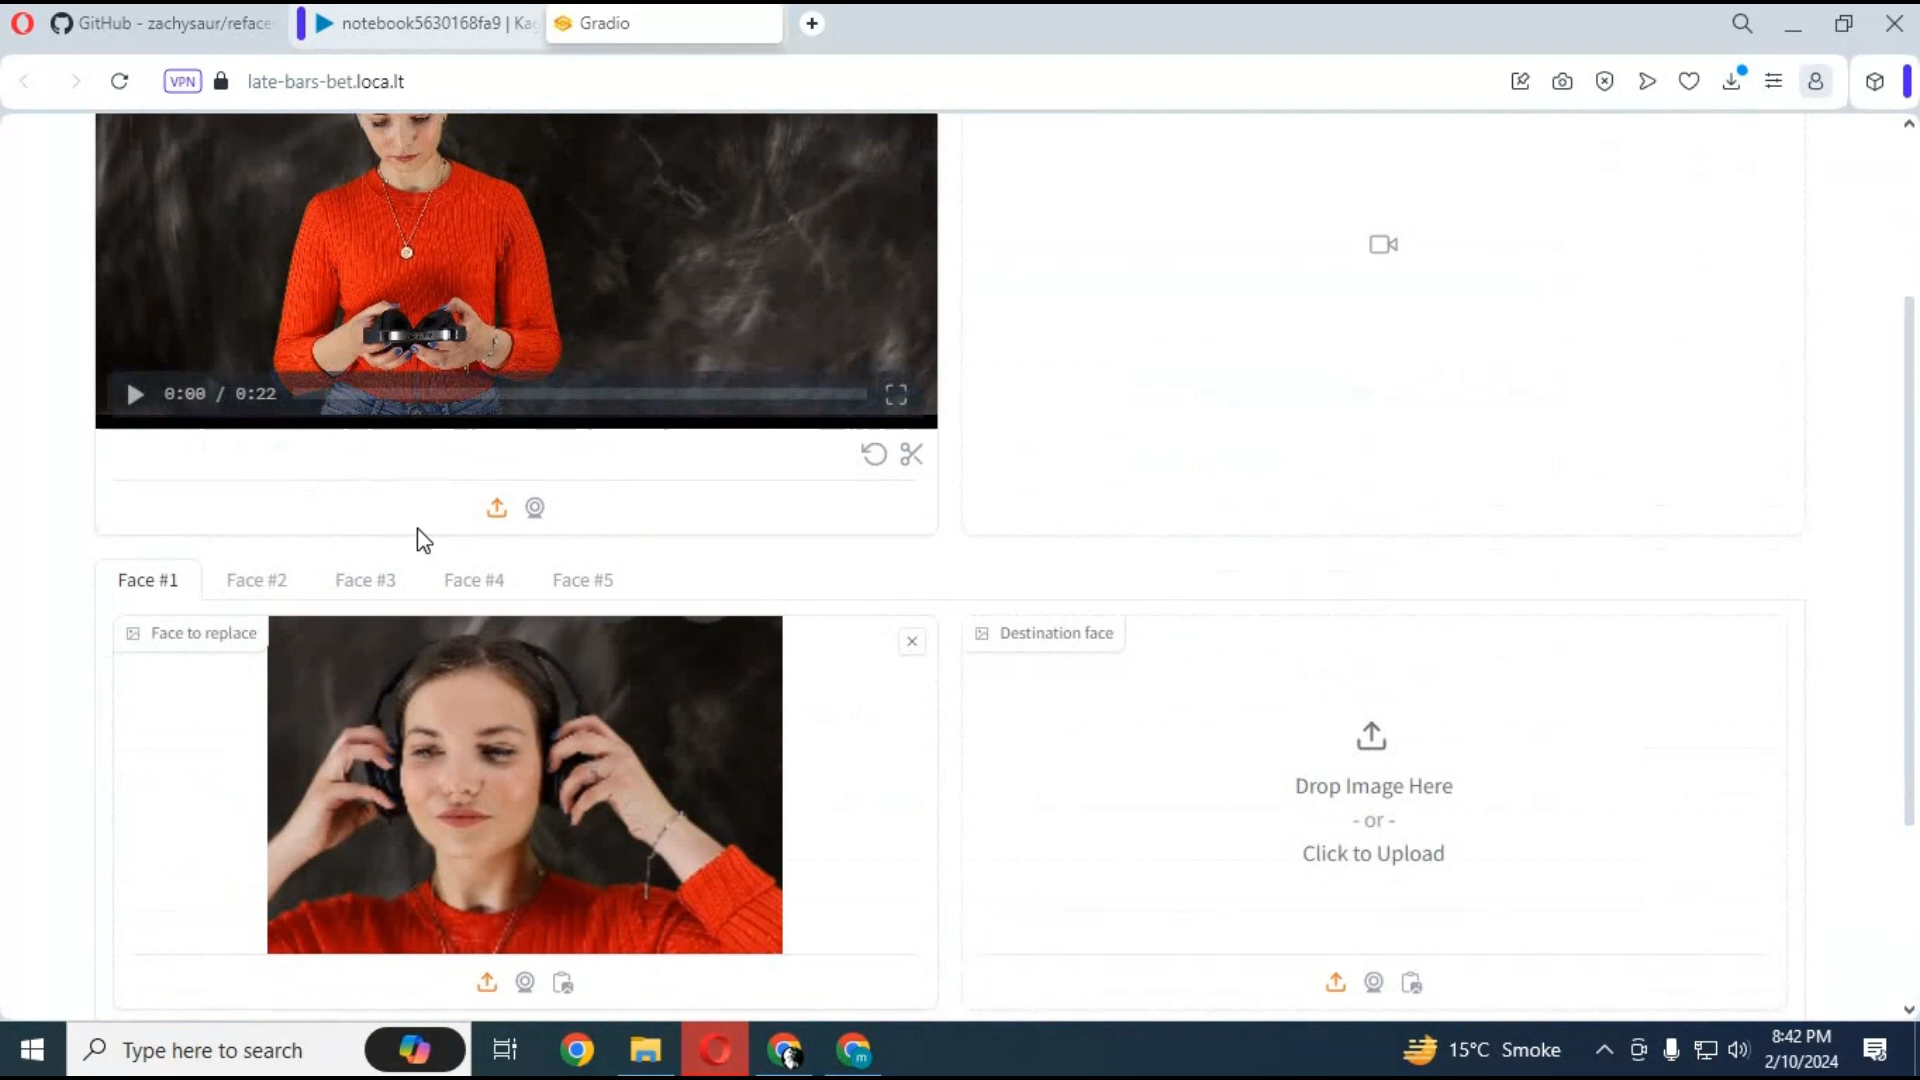 GitHub - zachysaur/reface
notebook5630168fa9 | Kag
Gradio
VPN
late-bars-bet.loca.lt
0:00 / 0:22
Face #1
Face #2
Face #3
Face #4
Face #5
Face to replace
Destination face
Drop Image Here
- or -
Click to Upload
Type here to search
15°C Smoke
8:42 PM
2/10/2024